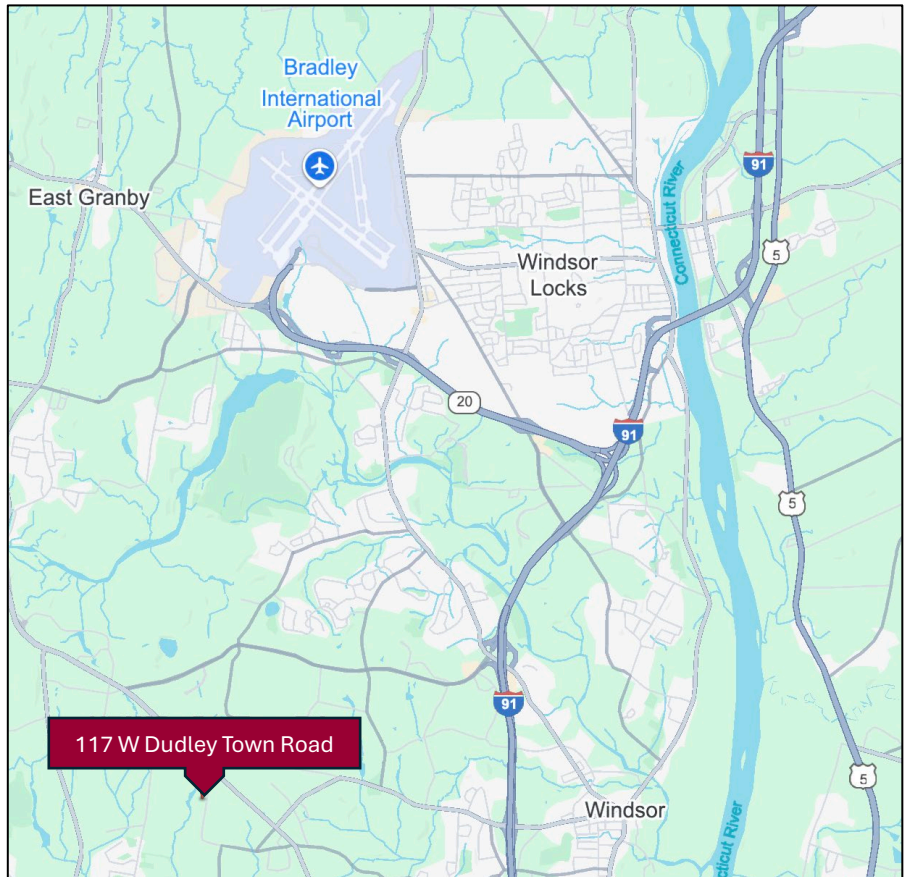 Bradley
International
Airport
East Granby
91
Connecticut River
5
Windsor
Locks
20
91
5
91
117 W Dudley Town Road
5
Windsor
cticut River